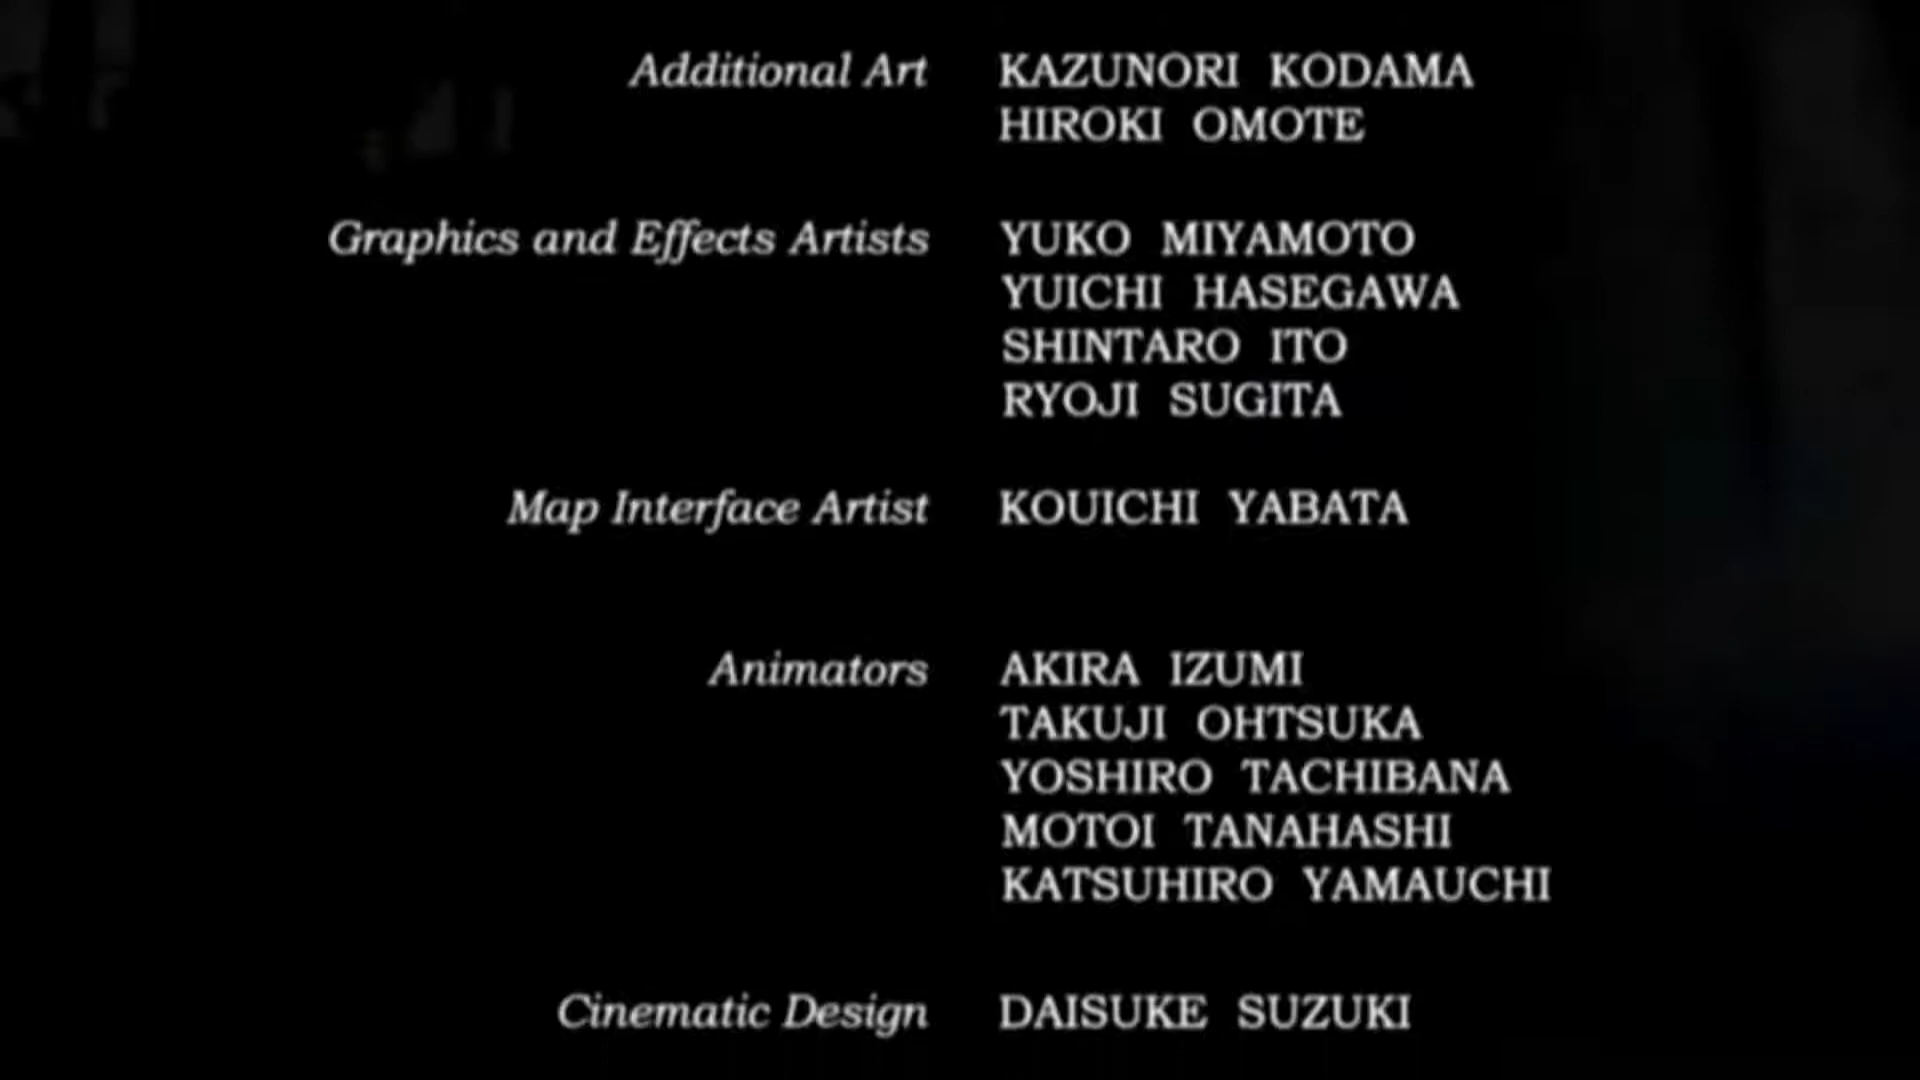 Additional Art KAZUNORI KODAMA
HIROKI OMOTE
Graphics and Effects Artists YUKO MIYAMOTO
YUICHI HASEGAWA
SHINTARO ITO
RYOJI SUGITA
Map Interface Artist KOUICHI YABATA
Animators AKIRA IZUMI
TAKUJI OHTSUKA
YOSHIRO TACHIBANA
MOTOI TANAHASHI
KATSUHIRO YAMAUCHI
Cinematic Design DAISUKE SUZUKI